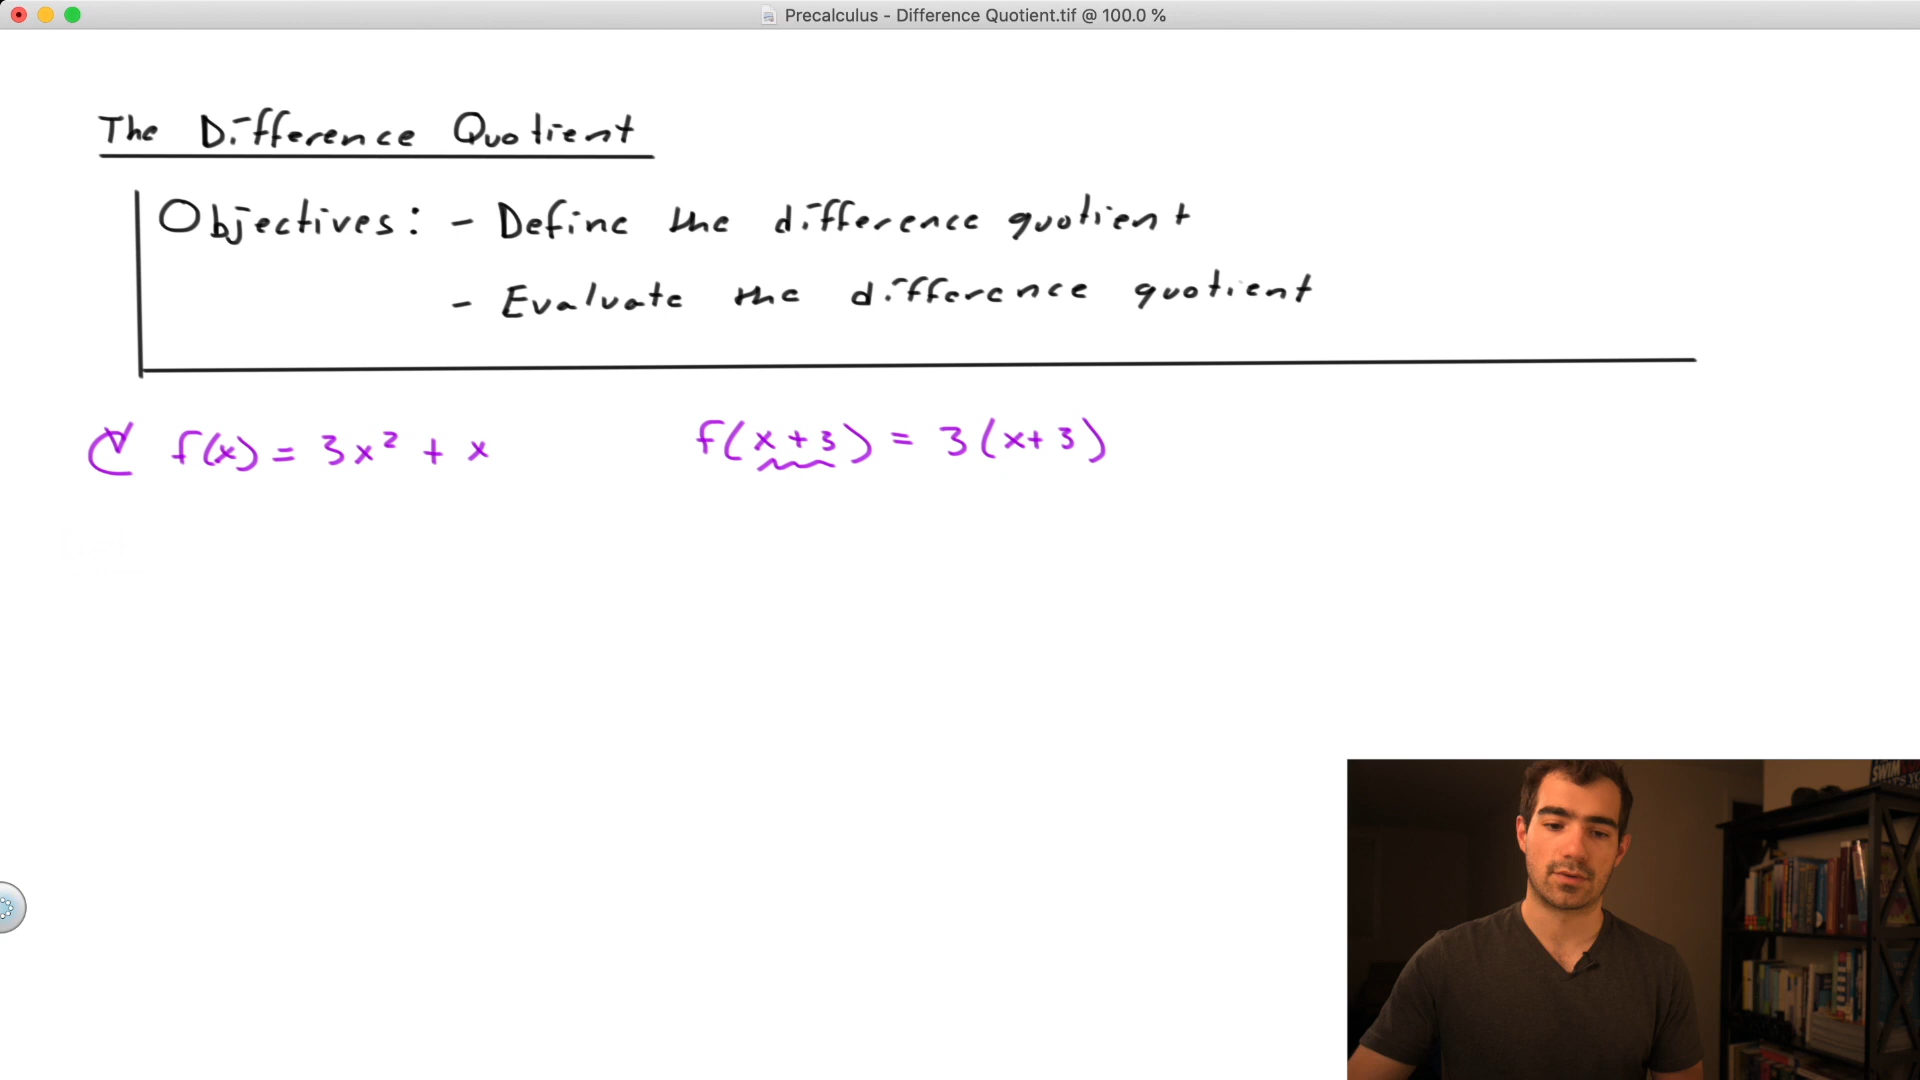 Precalculus - Difference Quotient.tif @ 100.0 %
The Difference Quotient
Objectives: - Define the difference quotient
- Evaluate the difference quotient
f(x) = 3x² + x f(x+3) = 3(x+3)
SWIM